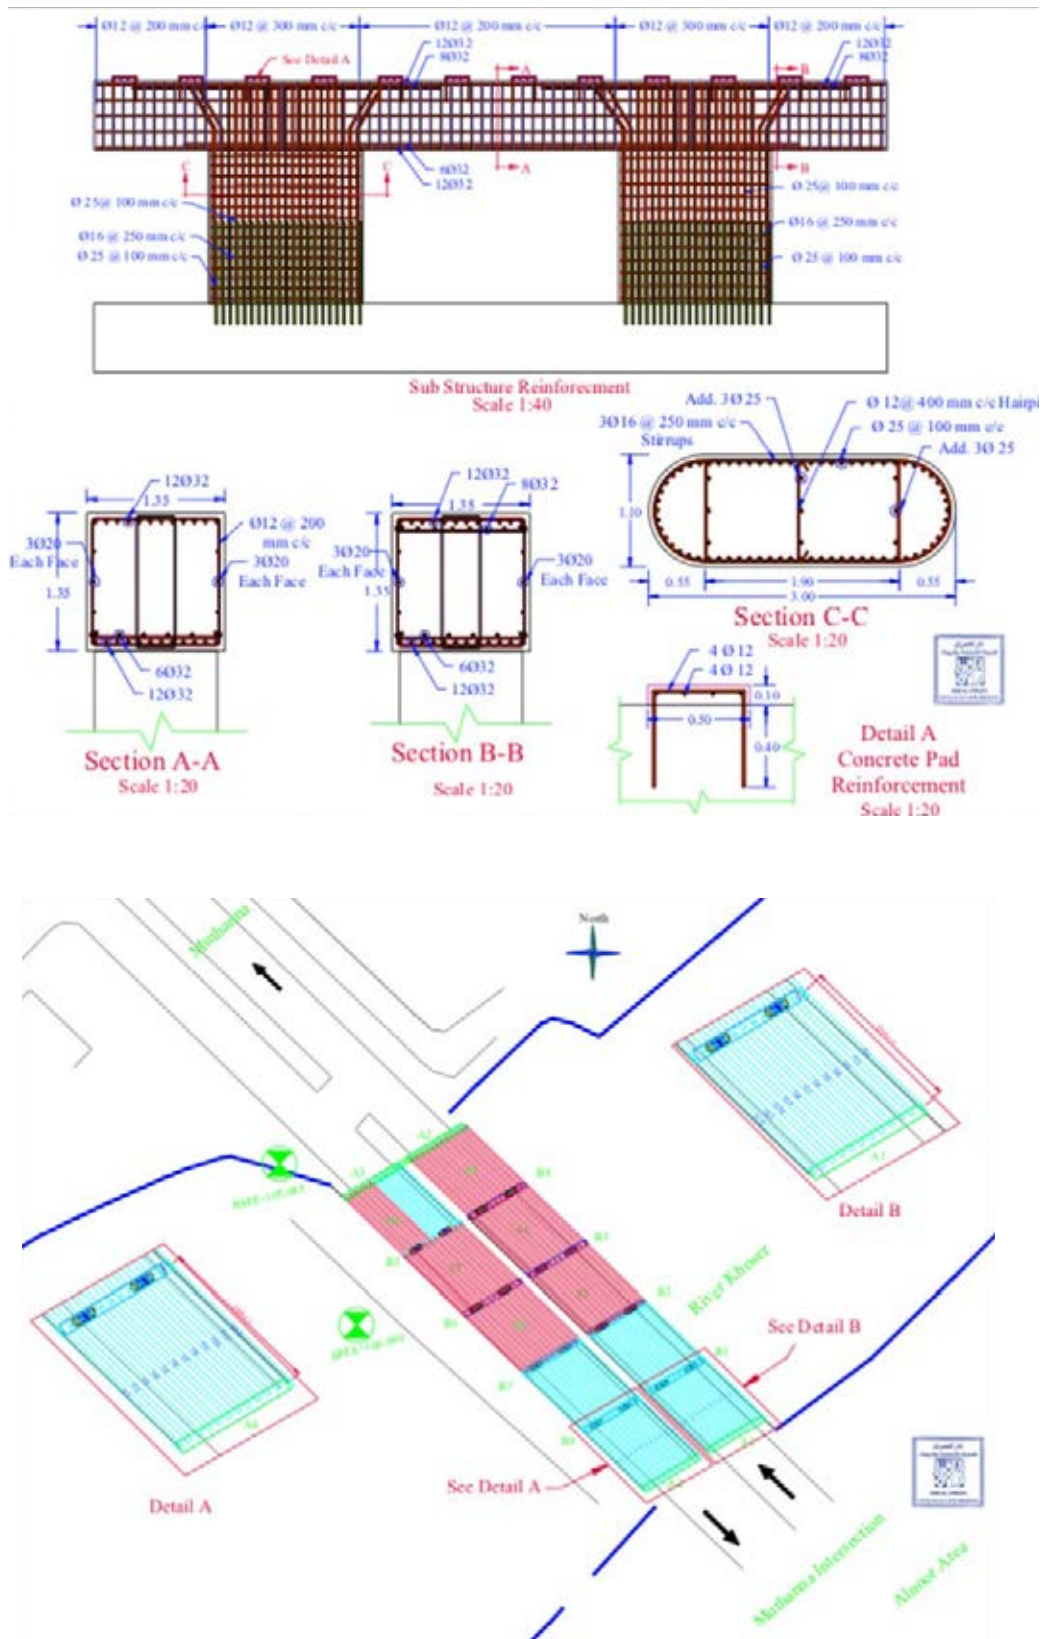 Ø12 @ 200 mm c/c
Ø12 @ 300 mm c/c
Ø12 @ 200 mm c/c
Ø12 @ 300 mm c/c
Ø12 @ 200 mm c/c
12Ø32
8Ø32
See Detail A
A
B
12Ø32
8Ø32
C
C
6Ø32
12Ø32
A
B
Ø 25@ 100 mm c/c
Ø16 @ 250 mm c/c
Ø 25 @ 100 mm c/c
Ø 25 @ 100 mm c/c
Ø16 @ 250 mm c/c
Ø 25 @ 100 mm c/c
Sub Structure Reinforecment
Scale 1:40
12Ø32
1.35
Ø12 @ 200
mm c/c
3Ø20
Each Face
1.35
3Ø20
Each Face
6Ø32
12Ø32
Section A-A
Scale 1:20
12Ø32
8Ø32
1.35
3Ø20
Each Face
1.35
3Ø20
Each Face
6Ø32
12Ø32
Section B-B
Scale 1:20
Add. 3Ø 25
Ø 12@ 400 mm c/c Hairpi
3Ø16 @ 250 mm c/c
Stirrups
Ø 25 @ 100 mm c/c
Add. 3Ø 25
1.10
0.55
1.90
0.55
3.00
Section C-C
Scale 1:20
4 Ø 12
4 Ø 12
0.10
0.50
0.40
Detail A
Concrete Pad
Reinforcement
Scale 1:20
North
Muthanna
A2
A1
River Khoser
Detail B
See Detail B
Detail A
See Detail A
Muthanna Intersection
Almoot Area